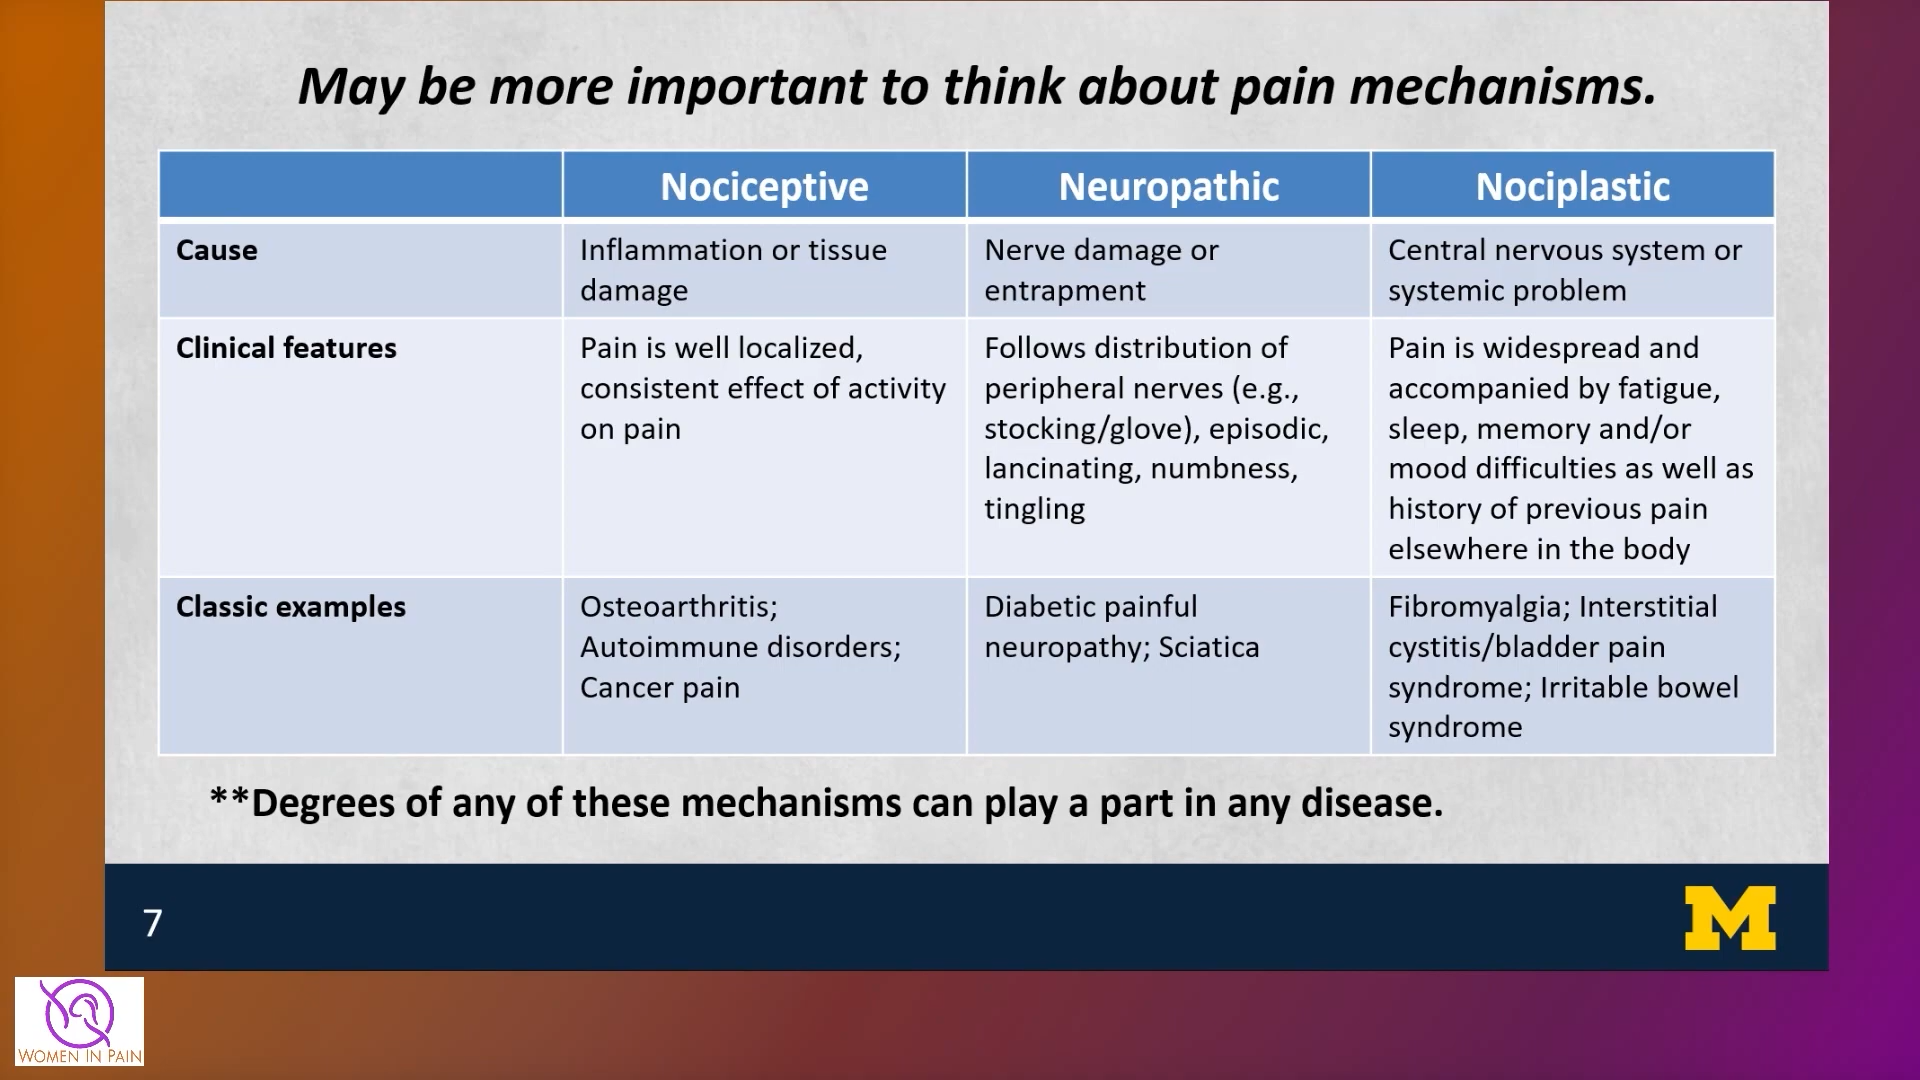 May be more important to think about pain mechanisms.
Nociceptive
Neuropathic
Nociplastic
Cause
Inflammation or tissue
damage
Nerve damage or
entrapment
Central nervous system or
systemic problem
Clinical features
Pain is well localized,
consistent effect of activity
on pain
Follows distribution of
peripheral nerves (e.g.,
stocking/glove), episodic,
lancinating, numbness,
tingling
Pain is widespread and
accompanied by fatigue,
sleep, memory and/or
mood difficulties as well as
history of previous pain
elsewhere in the body
Classic examples
Osteoarthritis;
Autoimmune disorders;
Cancer pain
Diabetic painful
neuropathy; Sciatica
Fibromyalgia; Interstitial
cystitis/bladder pain
syndrome; Irritable bowel
syndrome
**Degrees of any of these mechanisms can play a part in any disease.
7
M
WOMEN IN PAIN